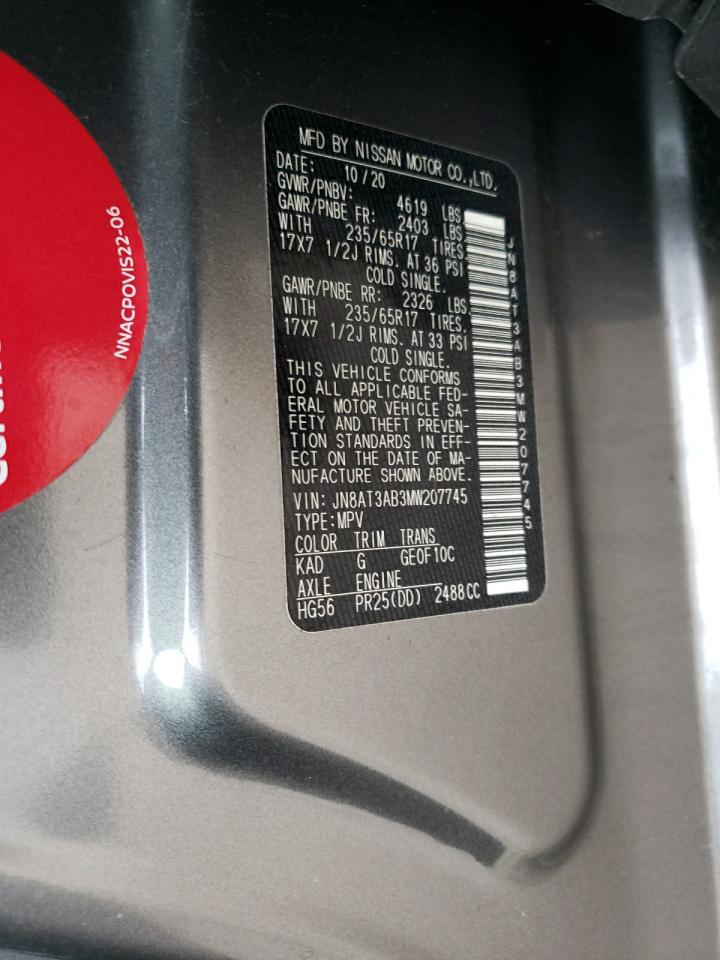 MFD BY NISSAN MOTOR CO.,LTD.
DATE: 10/20
GVWR/PNBV: 4619 LBS
GAWR/PNBE FR: 2403 LBS
WITH 235/65R17 TIRES.
17X7 1/2J RIMS. AT 36 PSI
COLD SINGLE.
GAWR/PNBE RR: 2326 LBS
WITH 235/65R17 TIRES.
17X7 1/2J RIMS. AT 33 PSI
COLD SINGLE.
THIS VEHICLE CONFORMS
TO ALL APPLICABLE FED-
ERAL MOTOR VEHICLE SA-
FETY AND THEFT PREVEN-
TION STANDARDS IN EFF-
ECT ON THE DATE OF MA-
NUFACTURE SHOWN ABOVE.
VIN: JN8AT3AB3MW207745
TYPE:MPV
COLOR TRIM TRANS
KAD G GE0F10C
AXLE ENGINE
HG56 PR25(DD) 2488CC
JN8AT3AB3MW207745
NNACPOVIS22-06